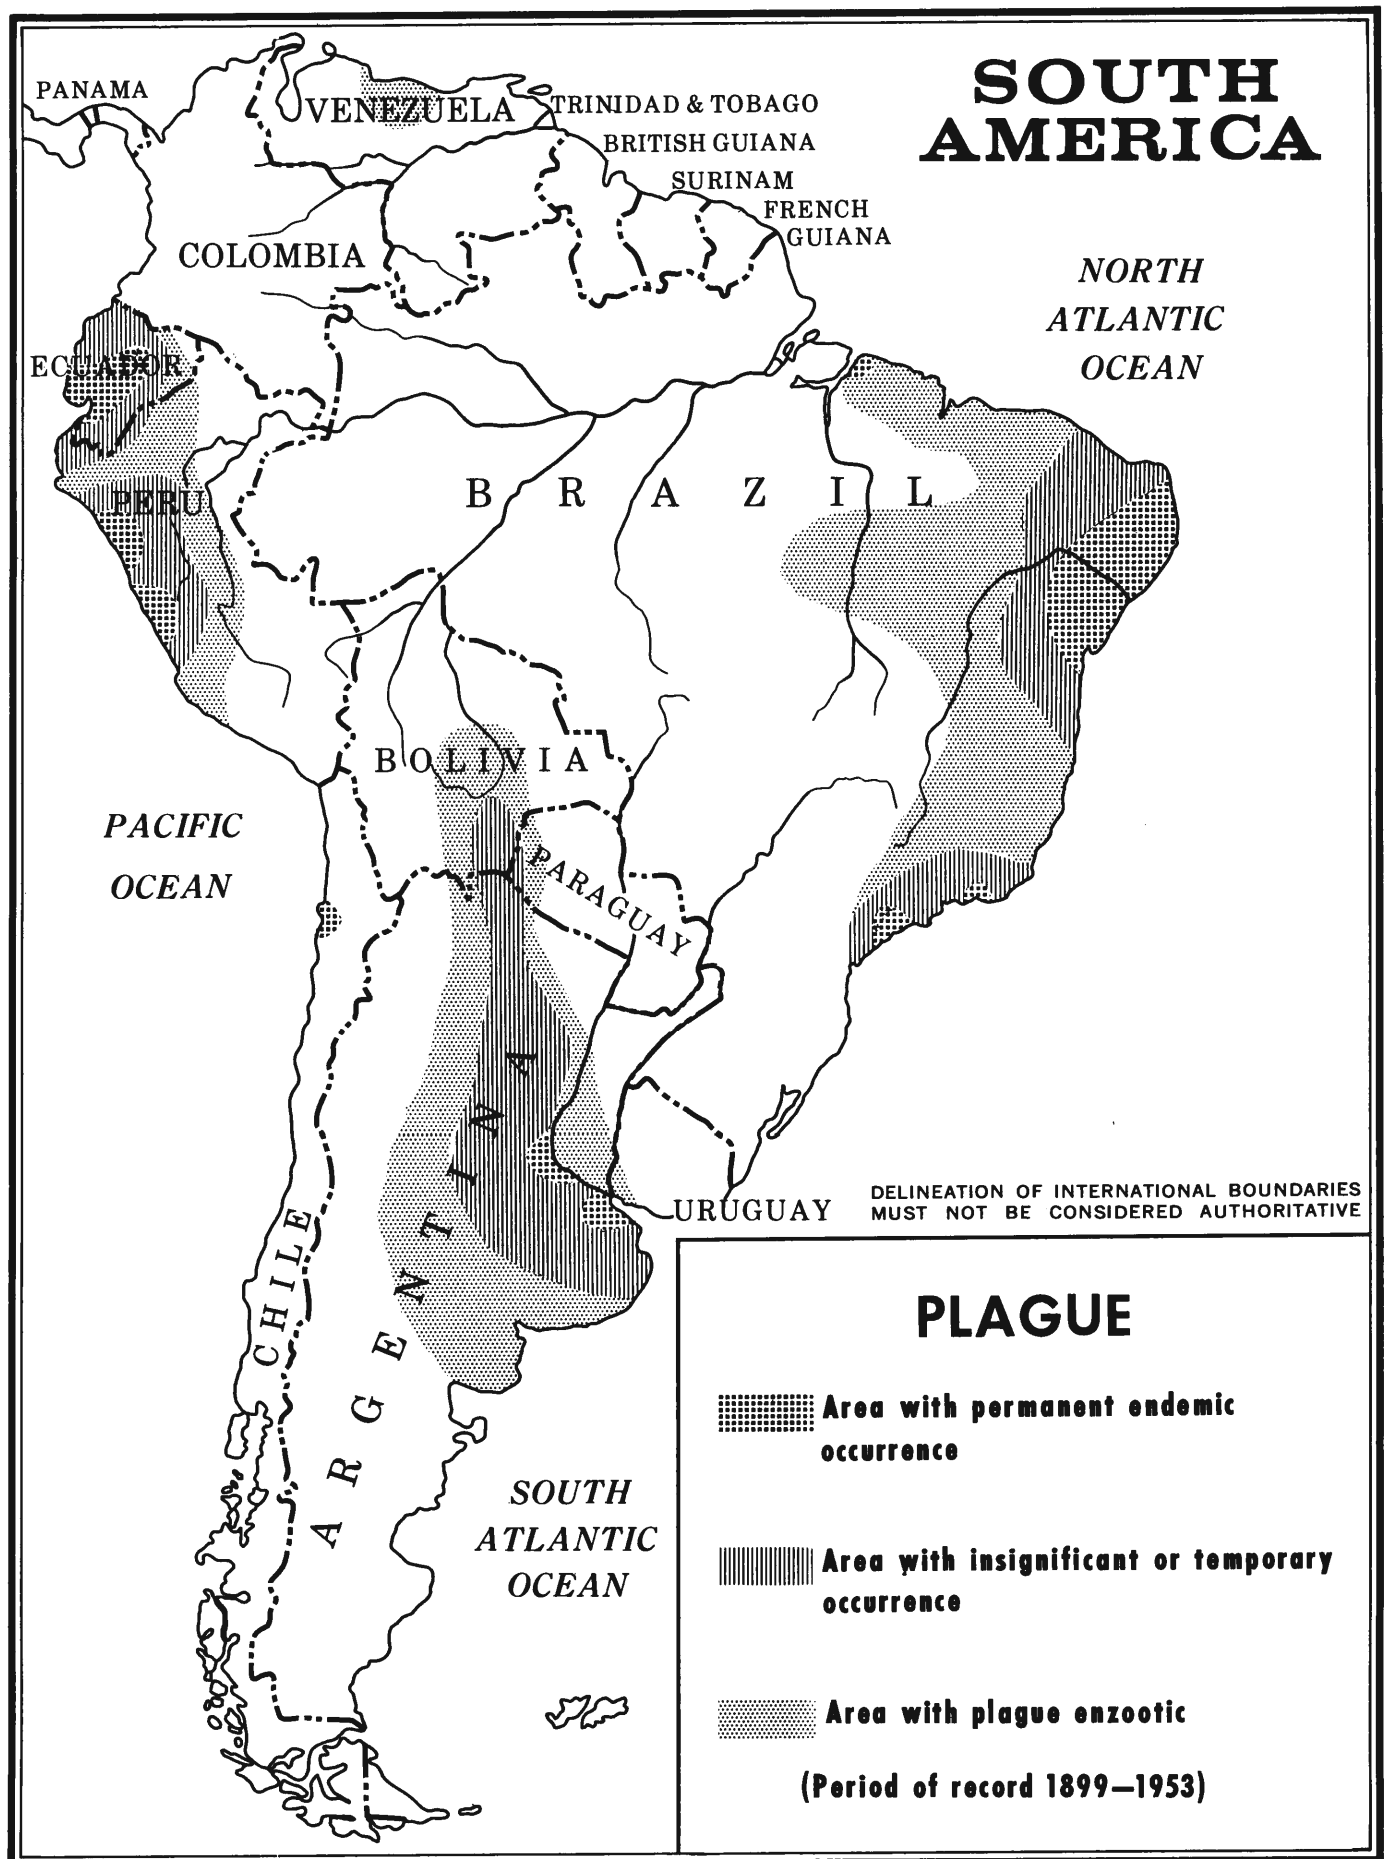 SOUTH
AMERICA
PANAMA
VENEZUELA
TRINIDAD & TOBAGO
BRITISH GUIANA
SURINAM
FRENCH
GUIANA
COLOMBIA
NORTH
ATLANTIC
OCEAN
ECUADOR
PERU
BRAZIL
BOLIVIA
PACIFIC
OCEAN
PARAGUAY
ARGENTINA
CHILE
URUGUAY
DELINEATION OF INTERNATIONAL BOUNDARIES
MUST NOT BE CONSIDERED AUTHORITATIVE
SOUTH
ATLANTIC
OCEAN
PLAGUE
Area with permanent endemic
occurrence
Area with insignificant or temporary
occurrence
Area with plague enzootic
(Period of record 1899—1953)